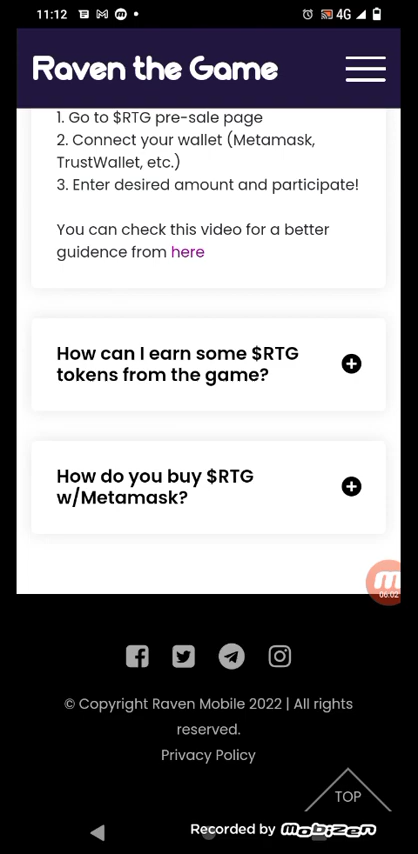 11:12
4G
Raven the Game
1. Go to $RTG pre-sale page
2. Connect your wallet (Metamask,
TrustWallet, etc.)
3. Enter desired amount and participate!
You can check this video for a better
guidence from here
How can I earn some $RTG
tokens from the game?
How do you buy $RTG
w/Metamask?
06:02
© Copyright Raven Mobile 2022 | All rights
reserved.
Privacy Policy
TOP
Recorded by mobizen